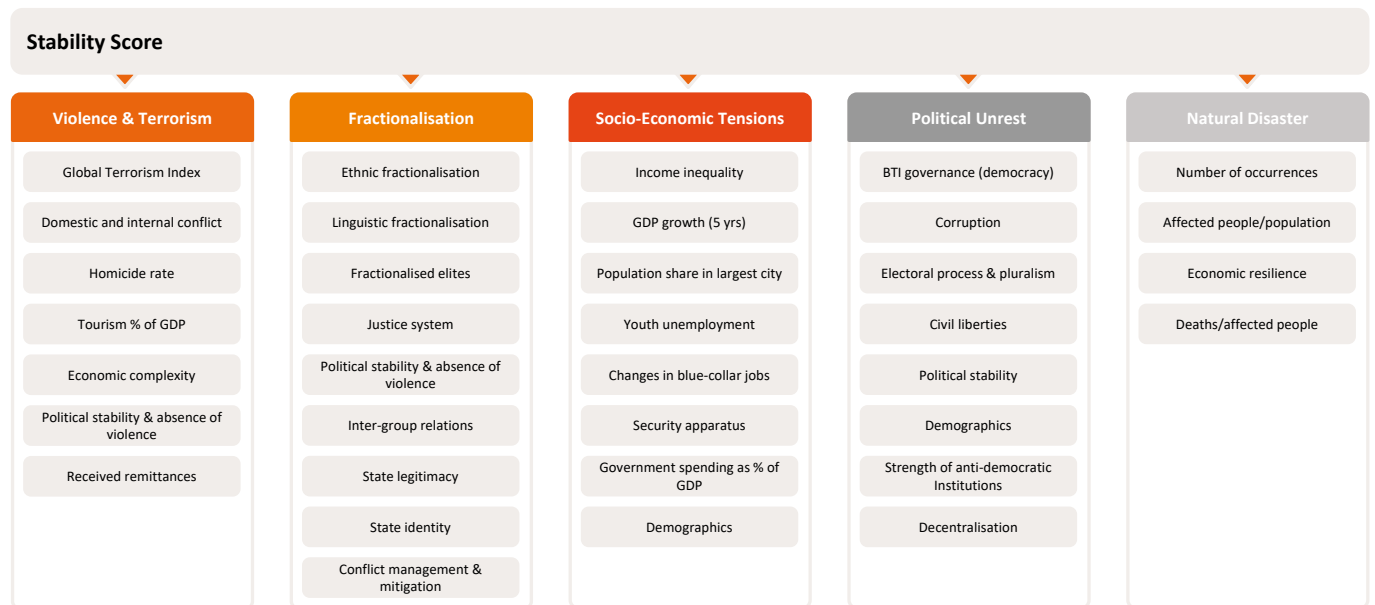 Stability Score
Violence & Terrorism
Global Terrorism Index
Domestic and internal conflict
Homicide rate
Tourism % of GDP
Economic complexity
Political stability & absence of
violence
Received remittances
Fractionalisation
Ethnic fractionalisation
Linguistic fractionalisation
Fractionalised elites
Justice system
Political stability & absence of
violence
Inter-group relations
State legitimacy
State identity
Conflict management &
mitigation
Socio-Economic Tensions
Income inequality
GDP growth (5 yrs)
Population share in largest city
Youth unemployment
Changes in blue-collar jobs
Security apparatus
Government spending as % of
GDP
Demographics
Political Unrest
BTI governance (democracy)
Corruption
Electoral process & pluralism
Civil liberties
Political stability
Demographics
Strength of anti-democratic
Institutions
Decentralisation
Natural Disaster
Number of occurrences
Affected people/population
Economic resilience
Deaths/affected people